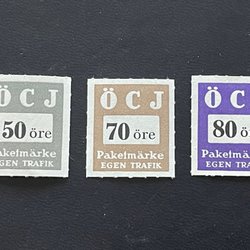 ÖCJ
50 öre
Paketmärke
EGEN TRAFIK
ÖCJ
70 öre
Paketmärke
EGEN TRAFIK
ÖCJ
80 öre
Paketmärke
EGEN TRAFIK